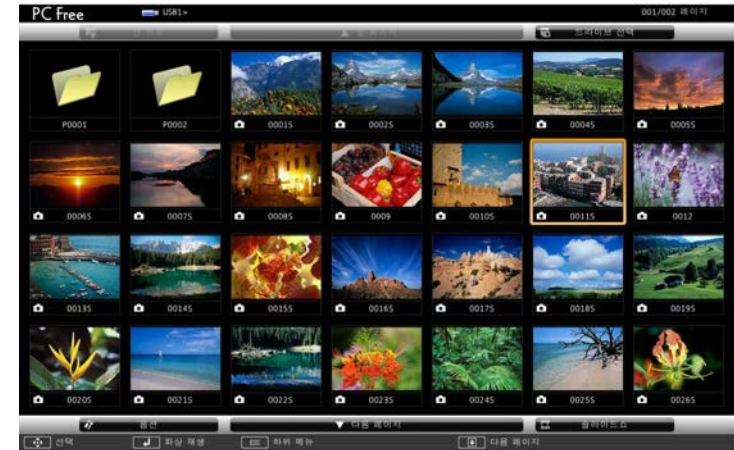 PC Free USB1> 001/002 페이지
드라이브 선택
P0001 P0002 0001S 0002S 0003S 0004S 0005S
0006S 0007S 0008S 0009 0010S 0011S 0012
0013S 0014S 0015S 0016S 0017S 0018S 0019S
0020S 0021S 0022S 0023S 0024S 0025S 0026S
옵션 다음 페이지 슬라이드쇼
선택 화상 재생 ESC 하위 메뉴 다음 페이지